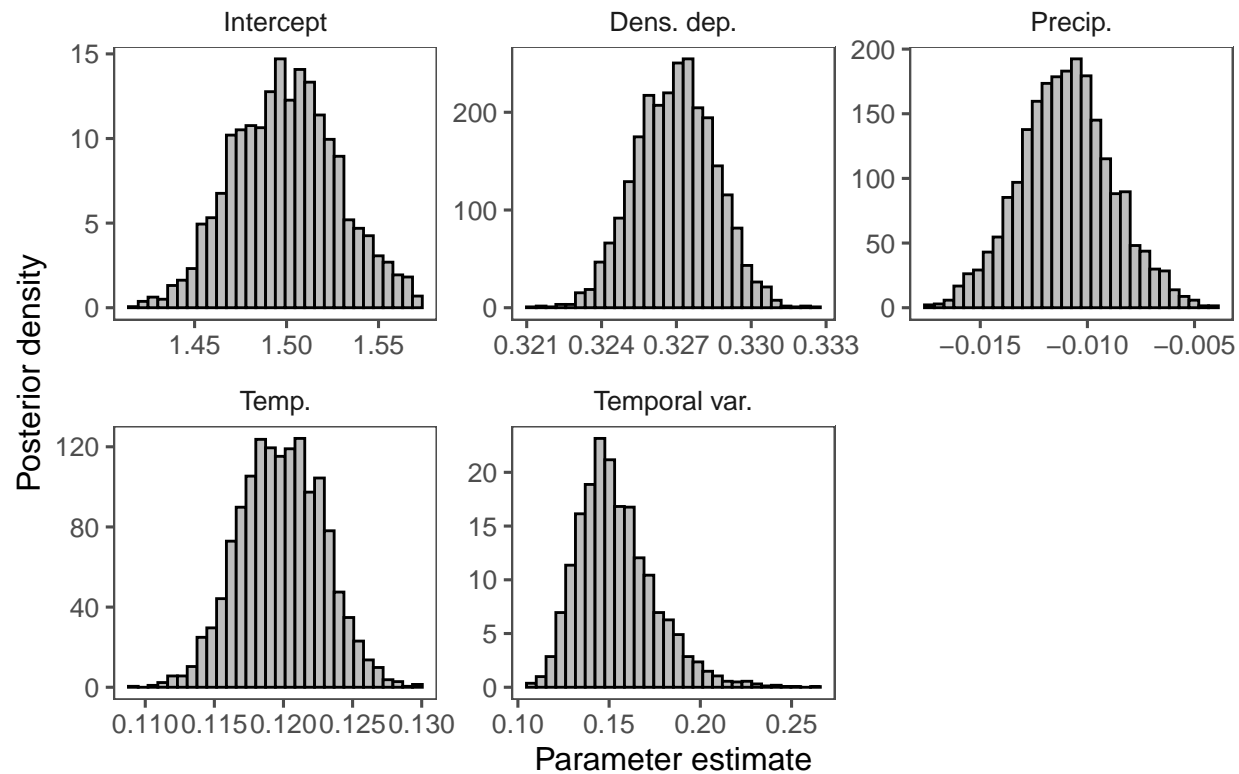 Intercept
Dens. dep.
Precip.
15
10
5
0
1.45 1.50 1.55
200
100
0
0.321 0.324 0.327 0.330 0.333
200
150
100
50
0
−0.015 −0.010 −0.005
Posterior density
Temp.
Temporal var.
120
80
40
0
0.110 0.115 0.120 0.125 0.130
20
15
10
5
0
0.10 0.15 0.20 0.25
Parameter estimate